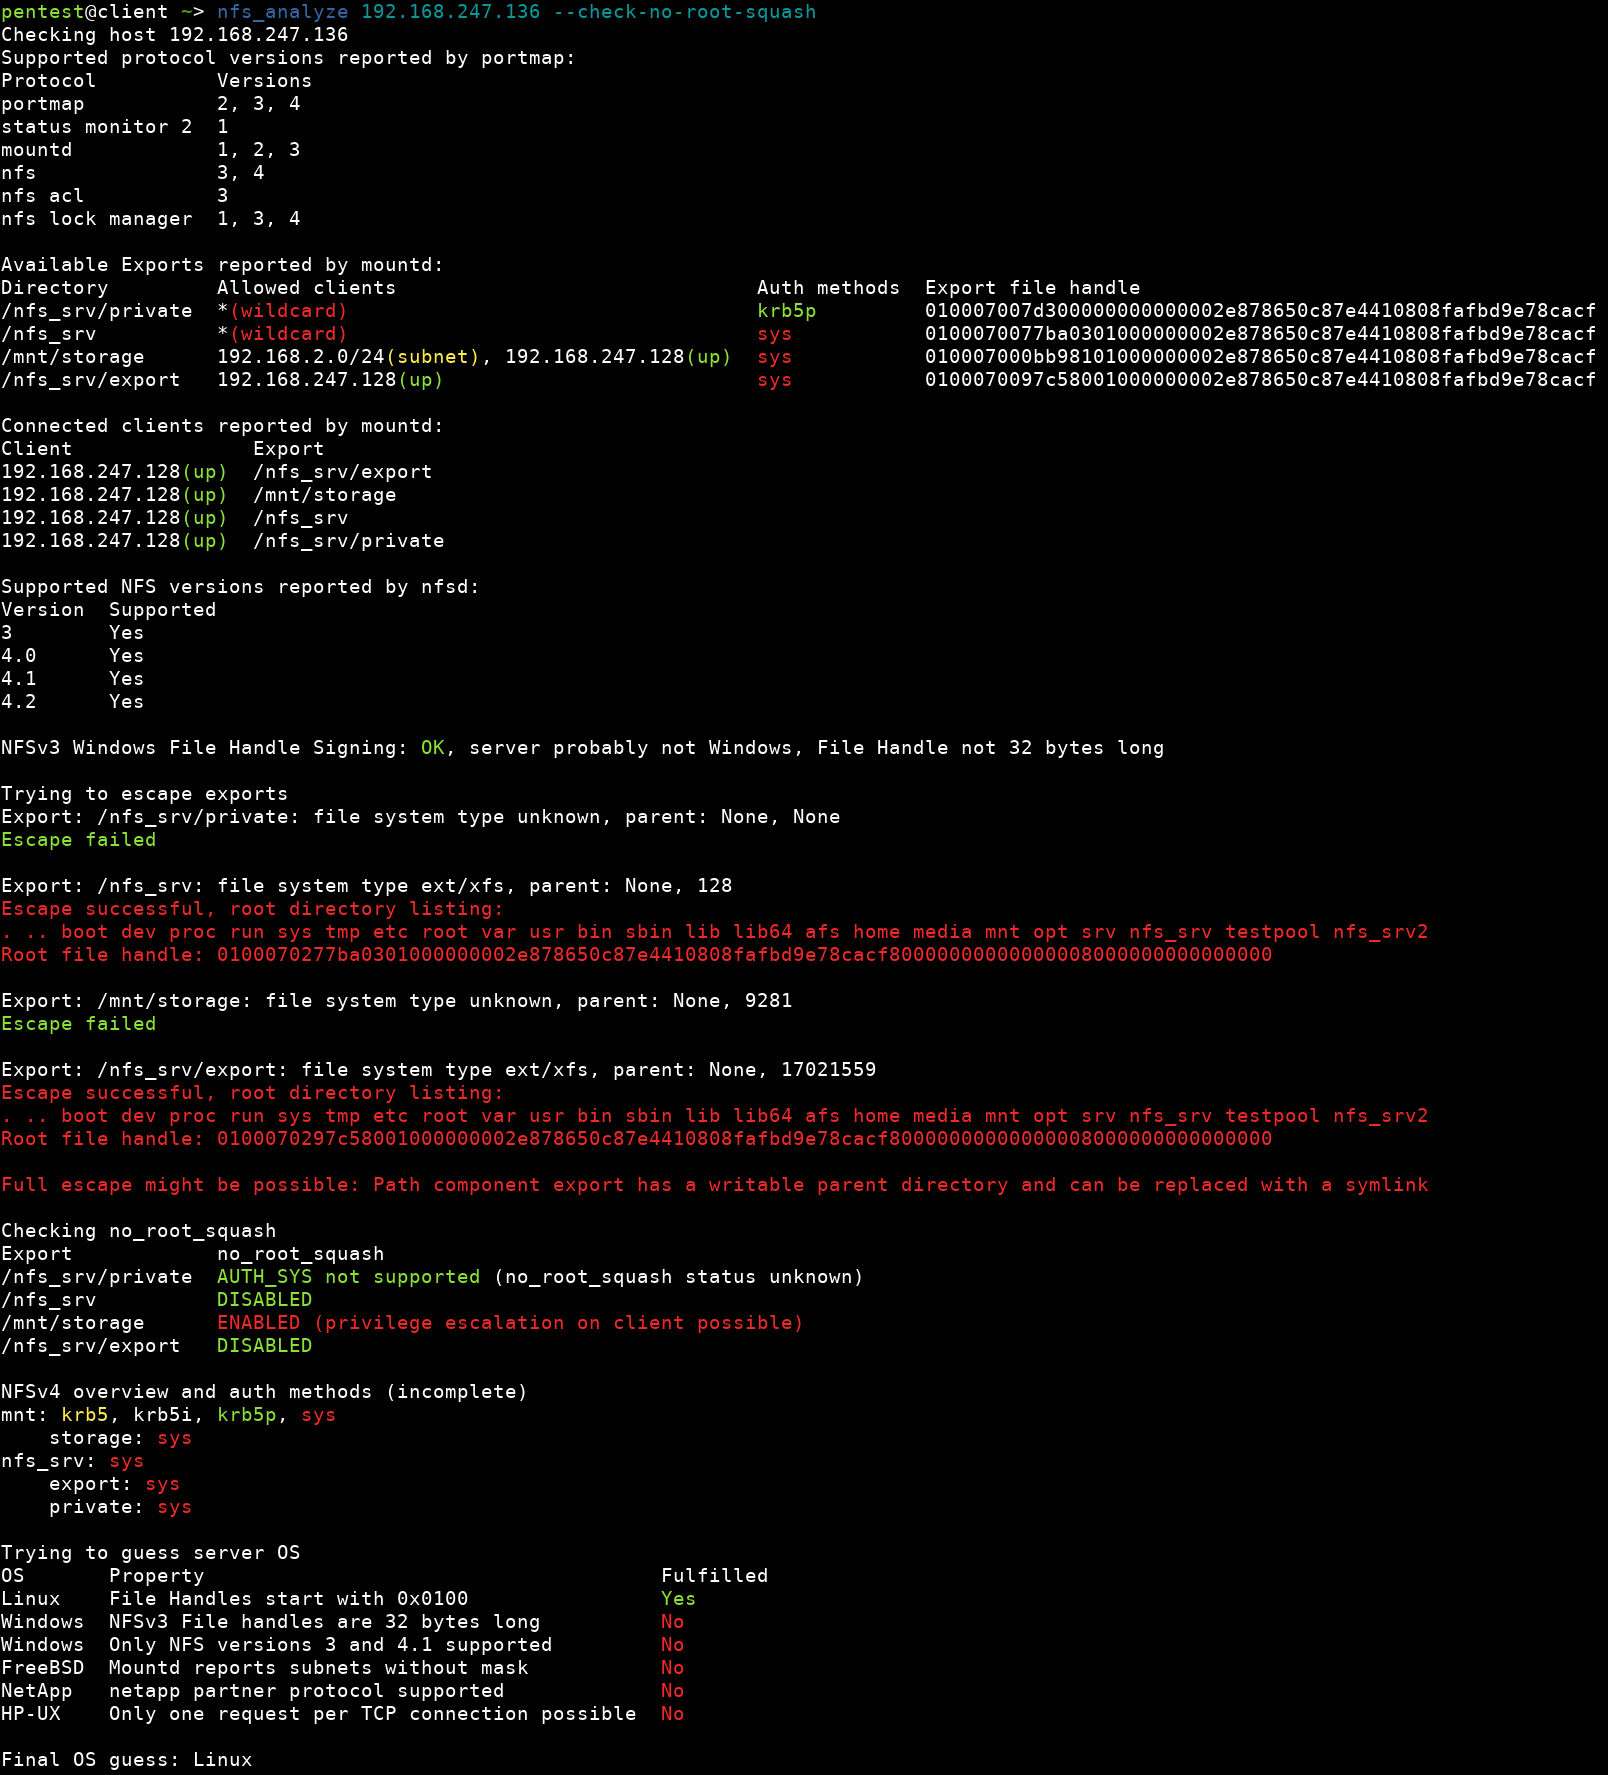 pentest@client ~> nfs_analyze 192.168.247.136 --check-no-root-squash
Checking host 192.168.247.136
Supported protocol versions reported by portmap:
Protocol          Versions
portmap           2, 3, 4
status monitor 2  1
mountd            1, 2, 3
nfs               3, 4
nfs acl           3
nfs lock manager  1, 3, 4

Available Exports reported by mountd:
Directory         Allowed clients                              Auth methods  Export file handle
/nfs_srv/private  *(wildcard)                                  krb5p         010007007d300000000000002e878650c87e4410808fafbd9e78cacf
/nfs_srv          *(wildcard)                                  sys           0100070077ba0301000000002e878650c87e4410808fafbd9e78cacf
/mnt/storage      192.168.2.0/24(subnet), 192.168.247.128(up)  sys           010007000bb98101000000002e878650c87e4410808fafbd9e78cacf
/nfs_srv/export   192.168.247.128(up)                          sys           0100070097c58001000000002e878650c87e4410808fafbd9e78cacf

Connected clients reported by mountd:
Client               Export
192.168.247.128(up)  /nfs_srv/export
192.168.247.128(up)  /mnt/storage
192.168.247.128(up)  /nfs_srv
192.168.247.128(up)  /nfs_srv/private

Supported NFS versions reported by nfsd:
Version  Supported
3        Yes
4.0      Yes
4.1      Yes
4.2      Yes

NFSv3 Windows File Handle Signing: OK, server probably not Windows, File Handle not 32 bytes long

Trying to escape exports
Export: /nfs_srv/private: file system type unknown, parent: None, None
Escape failed

Export: /nfs_srv: file system type ext/xfs, parent: None, 128
Escape successful, root directory listing:
. .. boot dev proc run sys tmp etc root var usr bin sbin lib lib64 afs home media mnt opt srv nfs_srv testpool nfs_srv2
Root file handle: 0100070277ba0301000000002e878650c87e4410808fafbd9e78cacf80000000000000008000000000000000

Export: /mnt/storage: file system type unknown, parent: None, 9281
Escape failed

Export: /nfs_srv/export: file system type ext/xfs, parent: None, 17021559
Escape successful, root directory listing:
. .. boot dev proc run sys tmp etc root var usr bin sbin lib lib64 afs home media mnt opt srv nfs_srv testpool nfs_srv2
Root file handle: 0100070297c58001000000002e878650c87e4410808fafbd9e78cacf80000000000000008000000000000000

Full escape might be possible: Path component export has a writable parent directory and can be replaced with a symlink

Checking no_root_squash
Export            no_root_squash
/nfs_srv/private  AUTH_SYS not supported (no_root_squash status unknown)
/nfs_srv          DISABLED
/mnt/storage      ENABLED (privilege escalation on client possible)
/nfs_srv/export   DISABLED

NFSv4 overview and auth methods (incomplete)
mnt: krb5, krb5i, krb5p, sys
    storage: sys
nfs_srv: sys
    export: sys
    private: sys

Trying to guess server OS
OS       Property                                      Fulfilled
Linux    File Handles start with 0x0100                Yes
Windows  NFSv3 File handles are 32 bytes long          No
Windows  Only NFS versions 3 and 4.1 supported         No
FreeBSD  Mountd reports subnets without mask           No
NetApp   netapp partner protocol supported             No
HP-UX    Only one request per TCP connection possible  No

Final OS guess: Linux